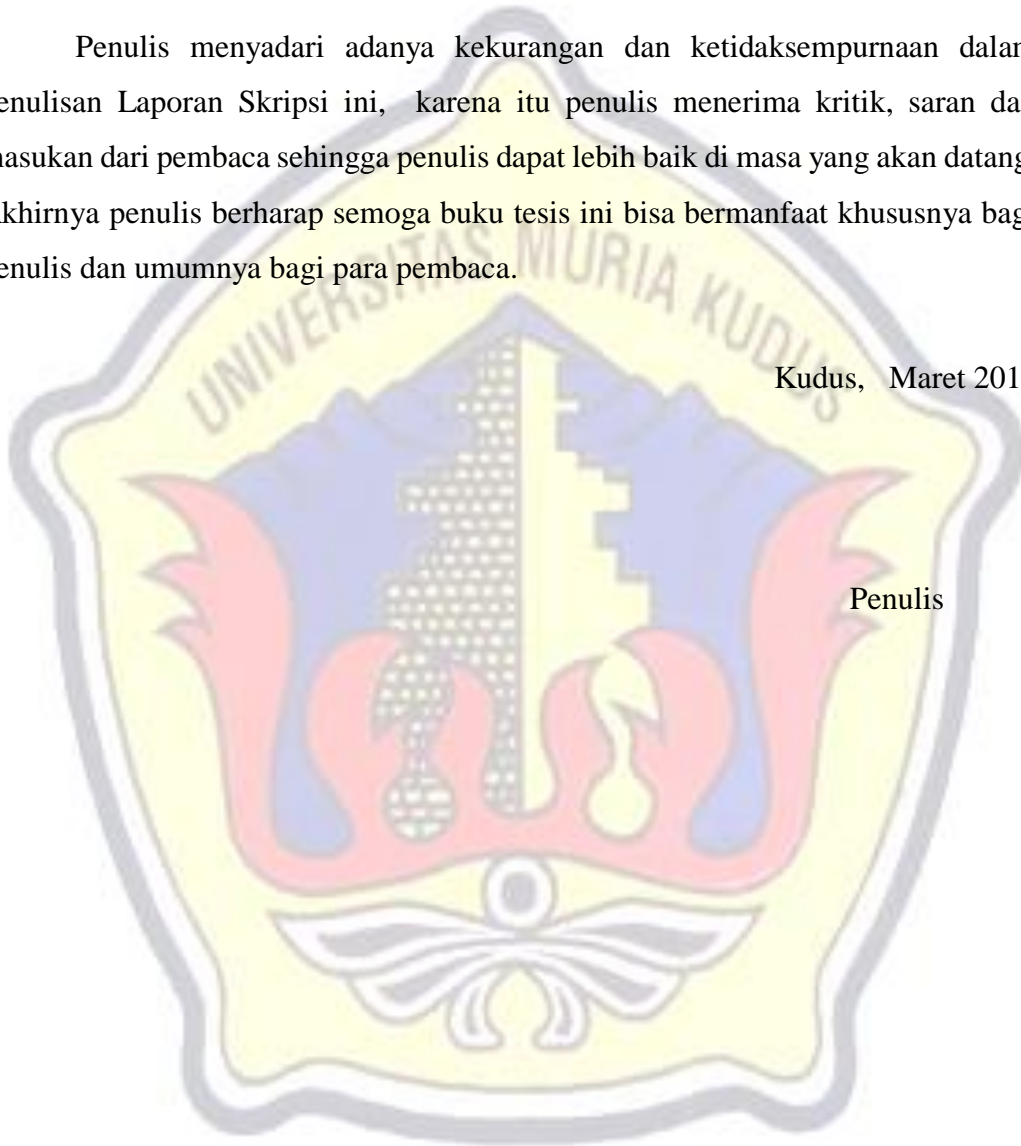 Penulis menyadari adanya kekurangan dan ketidaksempurnaan dalam
enulisan Laporan Skripsi ini, karena itu penulis menerima kritik, saran da
nasukan dari pembaca sehingga penulis dapat lebih baik di masa yang akan datang
khirnya penulis berharap semoga buku tesis ini bisa bermanfaat khususnya bag
enulis dan umumnya bagi para pembaca.
UNIVERSITAS MURIA KUDUS
Kudus, Maret 201
Penulis